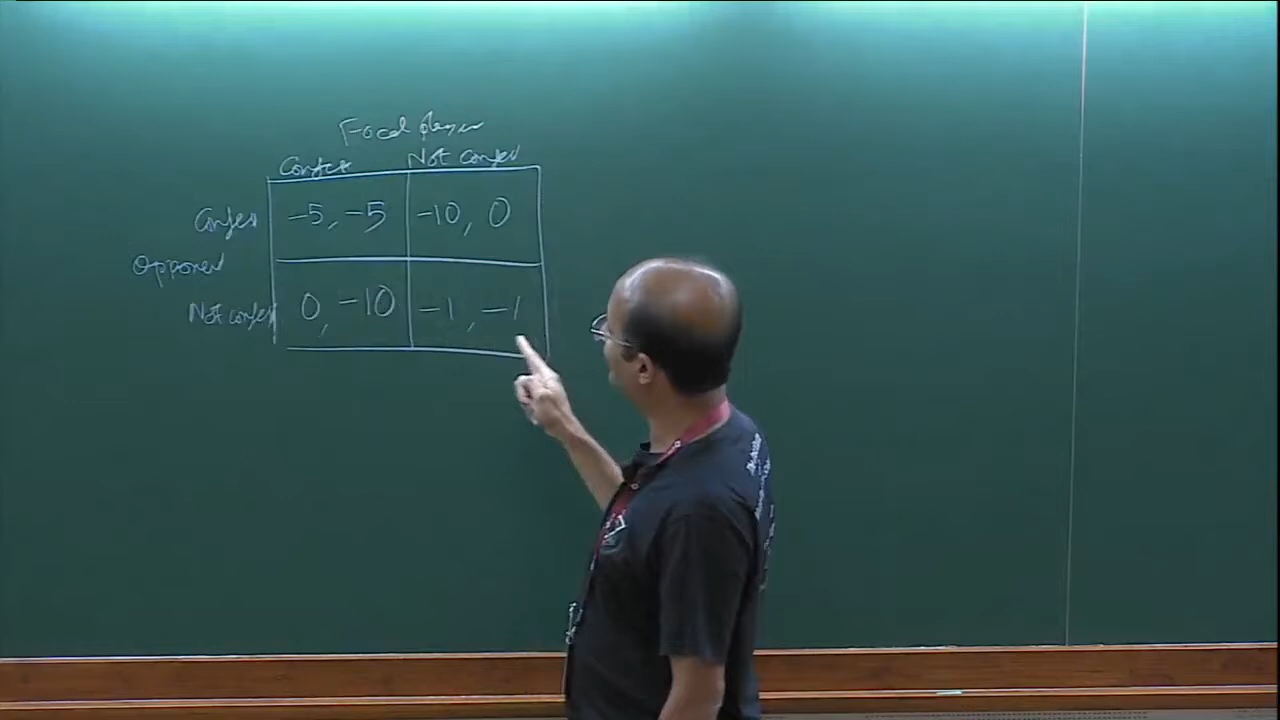 Focal player
Confess Not confess
Confess -5, -5 -10, 0
Opponent
Not confess 0, -10 -1, -1